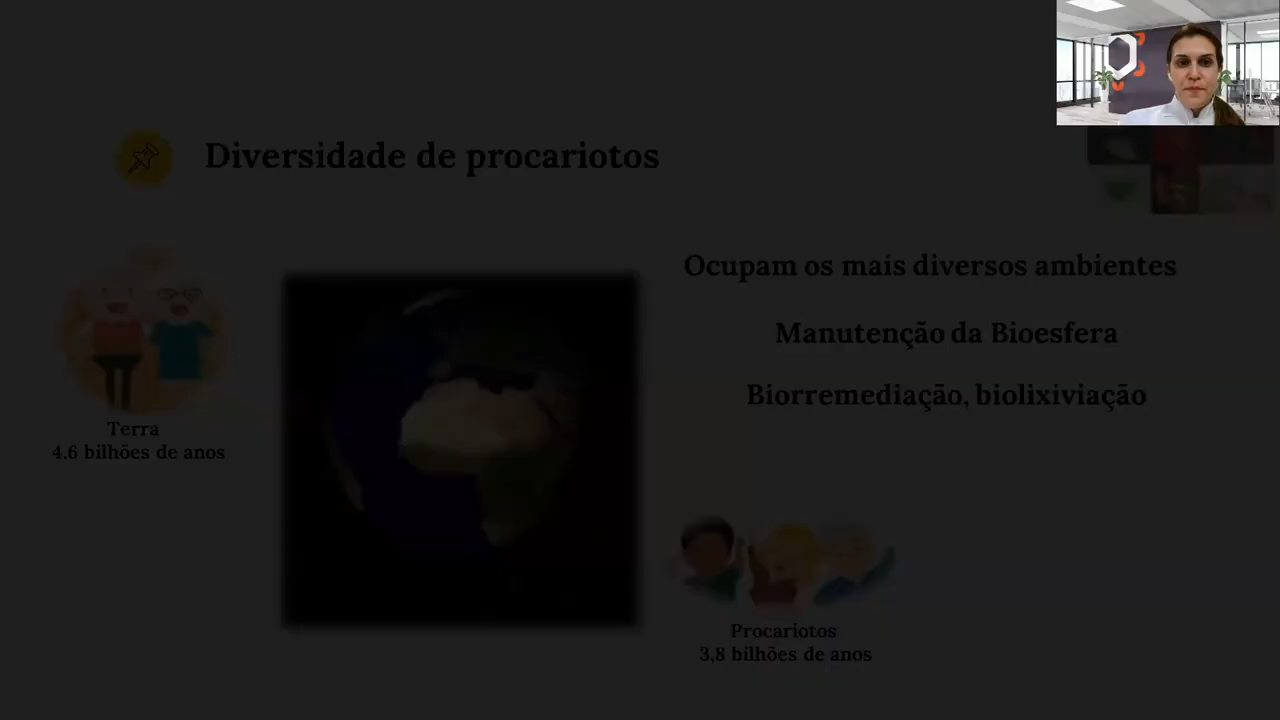 Diversidade de procariotos
Ocupam os mais diversos ambientes
Manutenção da Bioesfera
Biorremediação, biolixiviação
Terra
4,6 bilhões de anos
Procariotos
3,8 bilhões de anos